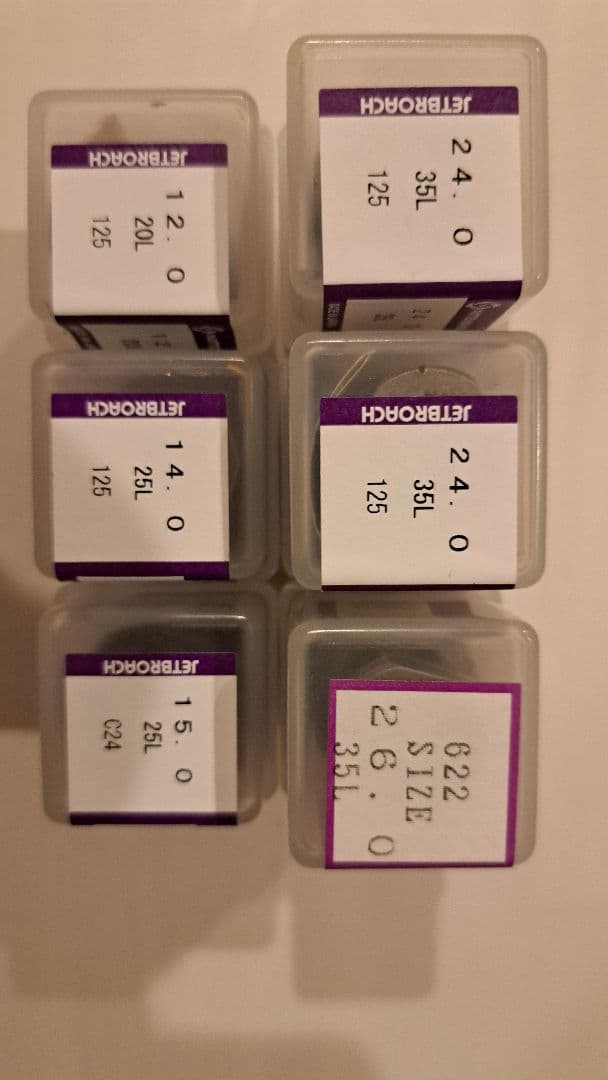 JETBROACH
12.0
20L
125
JETBROACH
24.0
35L
125
JETBROACH
14.0
25L
125
JETBROACH
24.0
35L
125
JETBROACH
15.0
25L
C24
622
SIZE
26.0
35L